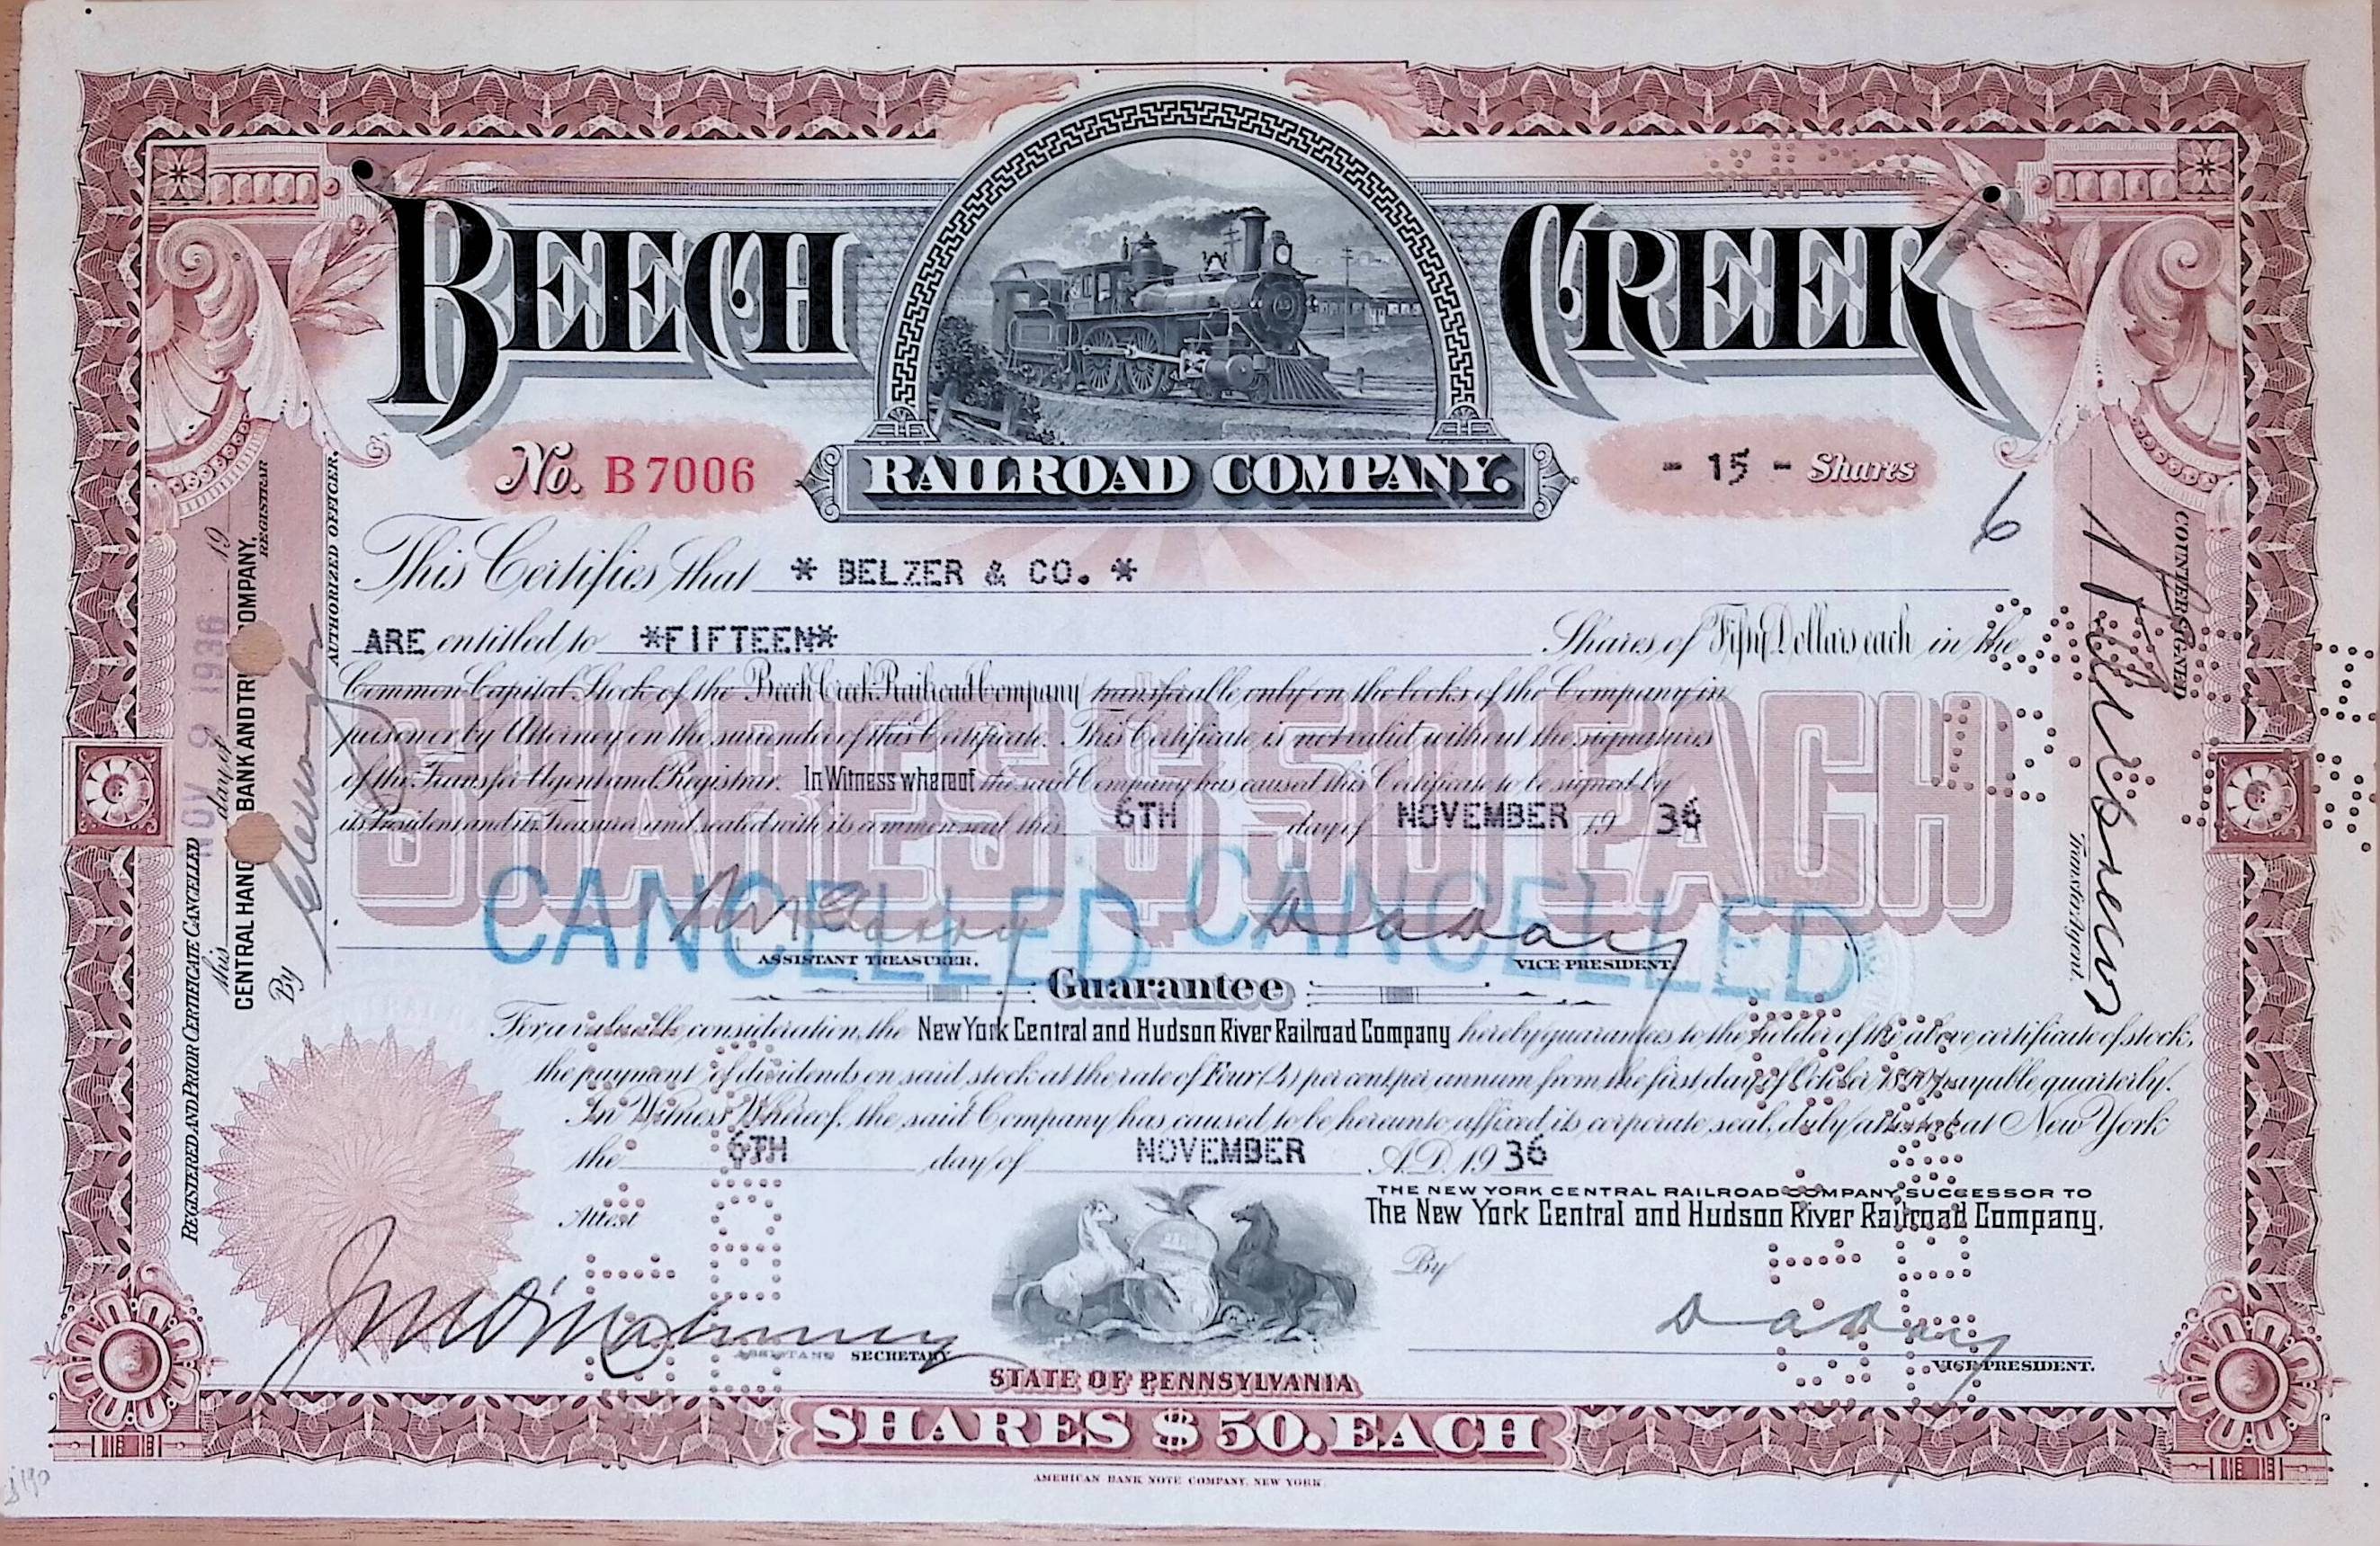 BEECH CREEK
RAILROAD COMPANY.
No. B7006
- 15 - Shares
6
This Certifies that * BELZER & CO. *
ARE entitled to *FIFTEEN* Shares of Fifty Dollars each in the
Common Capital Stock of the Beech Creek Railroad Company transferable only on the books of the Company in
person or by Attorney on the surrender of this Certificate. This Certificate is not valid without the signatures
of the Transfer Agent and Registrar. In Witness whereof the said Company has caused this Certificate to be signed by
its President and its Treasurer and sealed with its common seal this 6TH day of NOVEMBER 1936
SHARES $50 EACH
CANCELLED CANCELLED
ASSISTANT TREASURER.
VICE-PRESIDENT.
Guarantee
For a valuable consideration, the New York Central and Hudson River Railroad Company hereby guarantees to the holder of the above certificate of stock,
the payment of dividends on said stock at the rate of Four (4) per cent per annum from the first day of October 1890, payable quarterly.
In Witness Whereof, the said Company has caused to be hereunto affixed its corporate seal, duly attested at New York
the 6TH day of NOVEMBER A.D. 1936
THE NEW YORK CENTRAL RAILROAD COMPANY, SUCCESSOR TO
The New York Central and Hudson River Railroad Company.
Attest
By
ASSISTANT SECRETARY
VICE-PRESIDENT.
STATE OF PENNSYLVANIA
SHARES $50. EACH
AMERICAN BANK NOTE COMPANY, NEW YORK.
REGISTERED AND PRIOR CERTIFICATE CANCELLED
this NOV 6 1936 day of 19
CENTRAL HANO BANK AND TR COMPANY,
REGISTRAR
By
AUTHORIZED OFFICER.
COUNTERSIGNED
Transfer Agent.